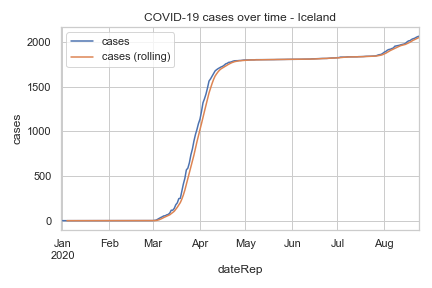 COVID-19 cases over time - Iceland
cases
cases (rolling)
2000
1500
1000
500
0
cases
Jan Feb Mar Apr May Jun Jul Aug
2020
dateRep